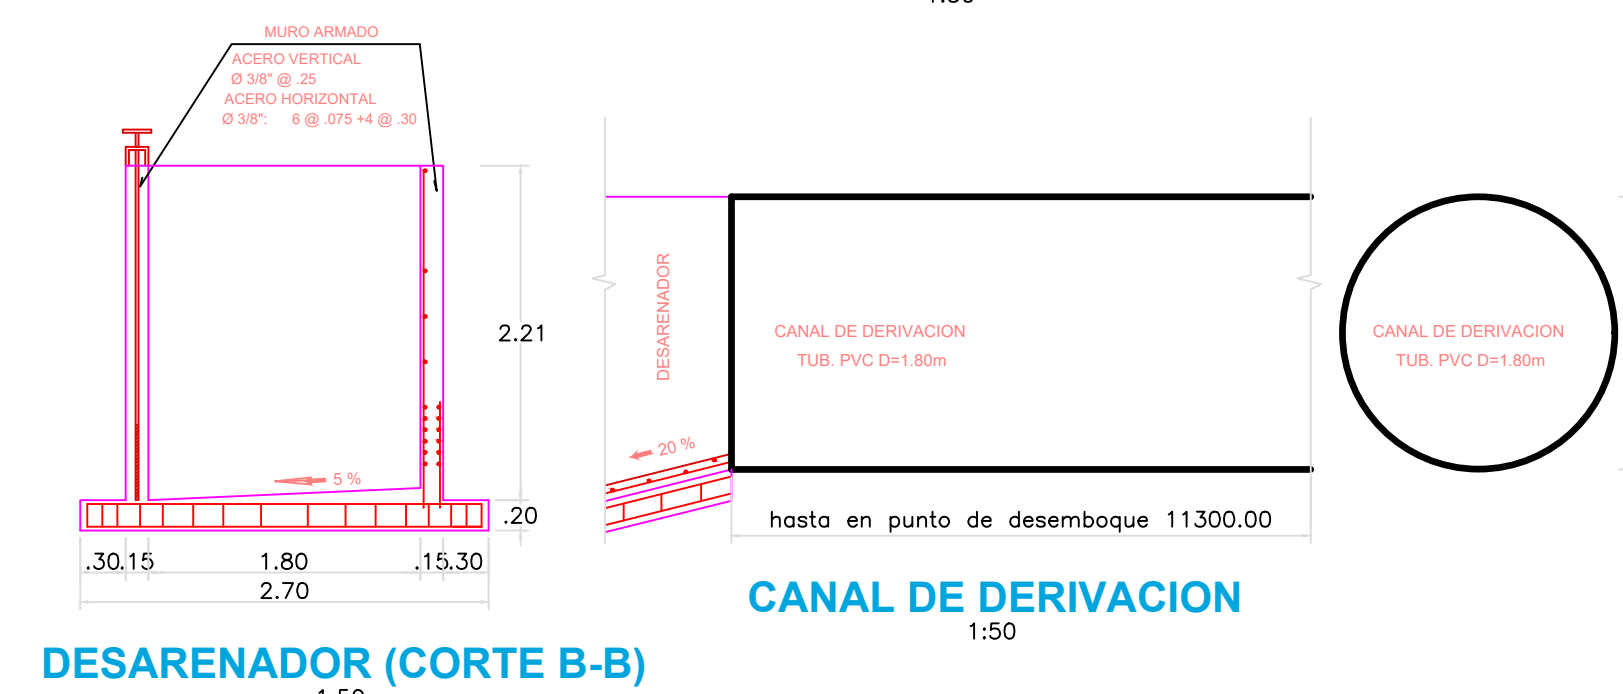 MURO ARMADO
ACERO VERTICAL
Ø 3/8" @ .25
ACERO HORIZONTAL
Ø 3/8": 6 @ .075 +4 @ .30
2.21
5 %
.20
.30 .15 1.80 .15 .30
2.70
DESARENADOR (CORTE B-B)
DESARENADOR
20 %
CANAL DE DERIVACION
TUB. PVC D=1.80m
hasta en punto de desemboque 11300.00
CANAL DE DERIVACION
1:50
CANAL DE DERIVACION
TUB. PVC D=1.80m